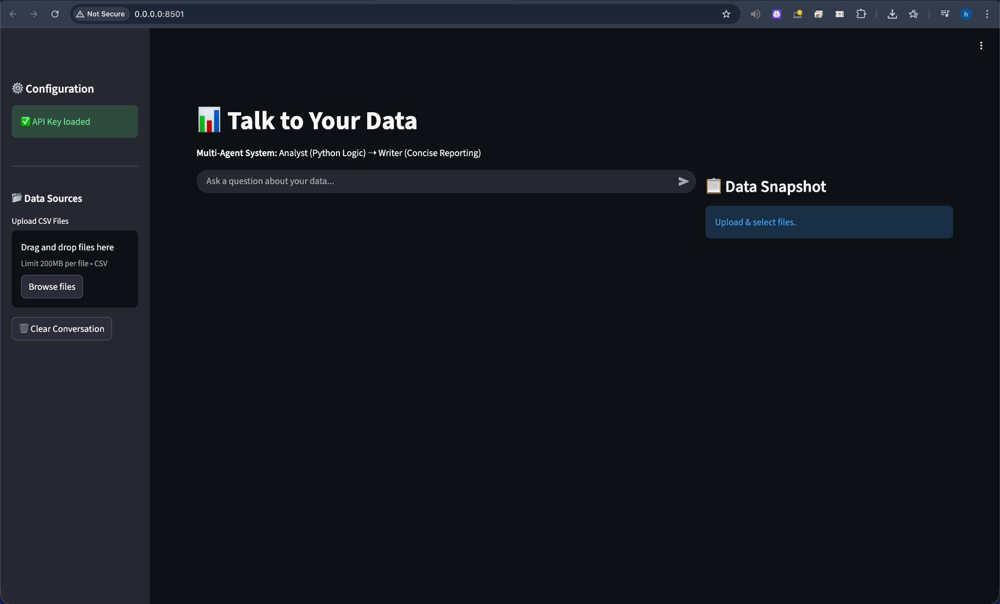 Not Secure 0.0.0.0:8501
h
⚙️ Configuration
✅ API Key loaded
📂 Data Sources
Upload CSV Files
Drag and drop files here
Limit 200MB per file • CSV
Browse files
🗑️ Clear Conversation
📊 Talk to Your Data
Multi-Agent System: Analyst (Python Logic) → Writer (Concise Reporting)
Ask a question about your data...
📋 Data Snapshot
Upload & select files.